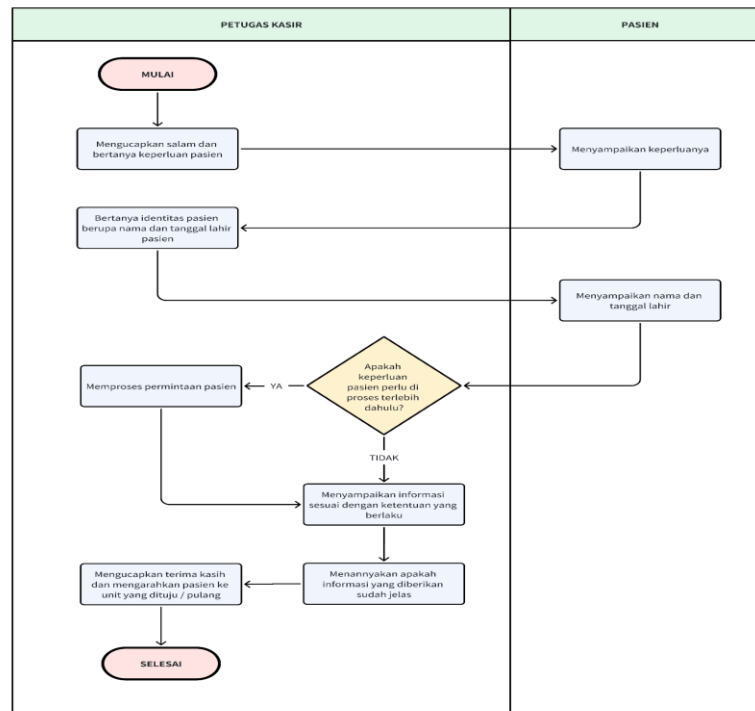 PETUGAS KASIR
PASIEN
MULAI
Mengucapkan salam dan
bertanya keperluan pasien
Menyampaikan keperluanya
Bertanya identitas pasien
berupa nama dan tanggal lahir
pasien
Menyampaikan nama dan
tanggal lahir
Apakah
keperluan
pasien perlu di
proses terlebih
dahulu?
YA
Memproses permintaan pasien
TIDAK
Menyampaikan informasi
sesuai dengan ketentuan yang
berlaku
Menannyakan apakah
informasi yang diberikan
sudah jelas
Mengucapkan terima kasih
dan mengarahkan pasien ke
unit yang dituju / pulang
SELESAI